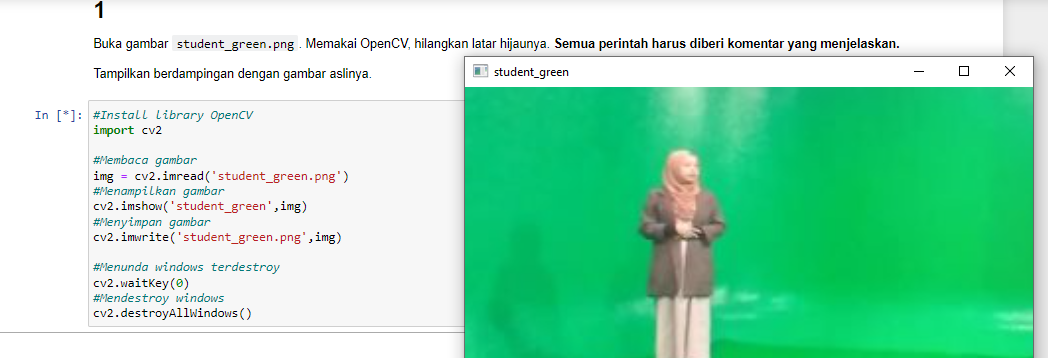 1
Buka gambar student_green.png . Memakai OpenCV, hilangkan latar hijaunya. Semua perintah harus diberi komentar yang menjelaskan.
Tampilkan berdampingan dengan gambar aslinya.
student_green
In [*]:
#Install library OpenCV
import cv2
#Membaca gambar
img = cv2.imread('student_green.png')
#Menampilkan gambar
cv2.imshow('student_green',img)
#Menyimpan gambar
cv2.imwrite('student_green.png',img)
#Menunda windows terdestroy
cv2.waitKey(0)
#Mendestroy windows
cv2.destroyAllWindows()